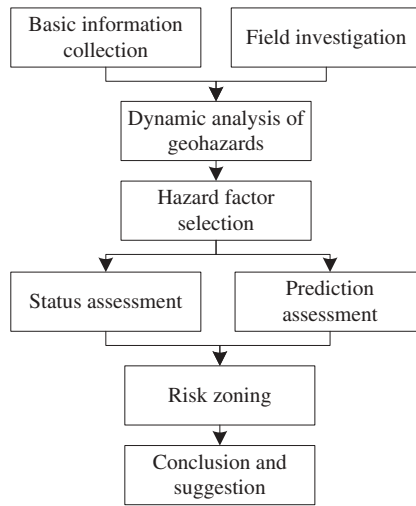 Basic information
collection
Field investigation
Dynamic analysis of
geohazards
Hazard factor
selection
Status assessment
Prediction
assessment
Risk zoning
Conclusion and
suggestion